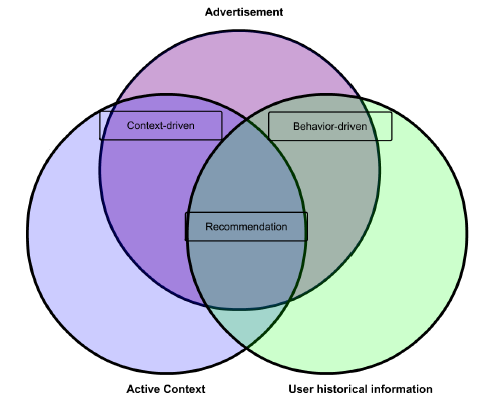 Advertisement
Context-driven
Behavior-driven
Recommendation
Active Context
User historical information